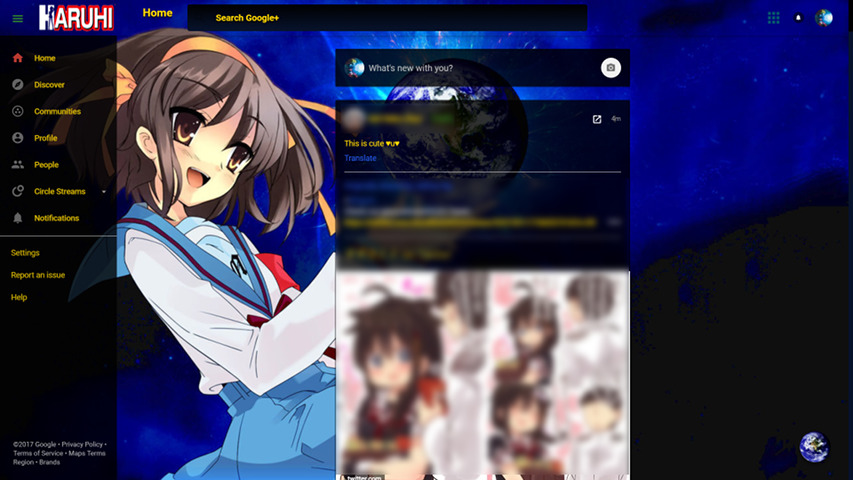 HARUHI
Home
Search Google+
Home
Discover
Communities
Profile
People
Circle Streams
Notifications
Settings
Report an issue
Help
©2017 Google • Privacy Policy •
Terms of Service • Maps Terms
Region • Brands
What's new with you?
4m
This is cute ♥u♥
Translate
twitter.com